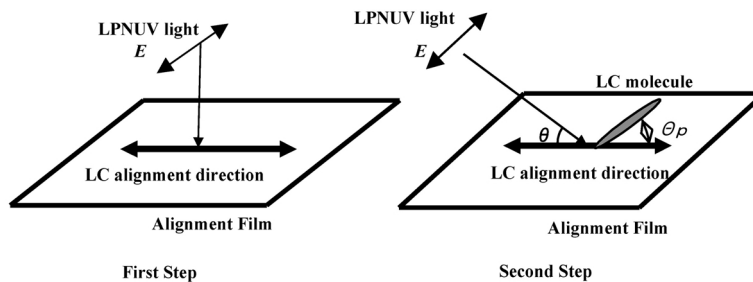 LPNUV light
E
LC alignment direction
Alignment Film
First Step
LPNUV light
E
LC molecule
θ
Θp
LC alignment direction
Alignment Film
Second Step